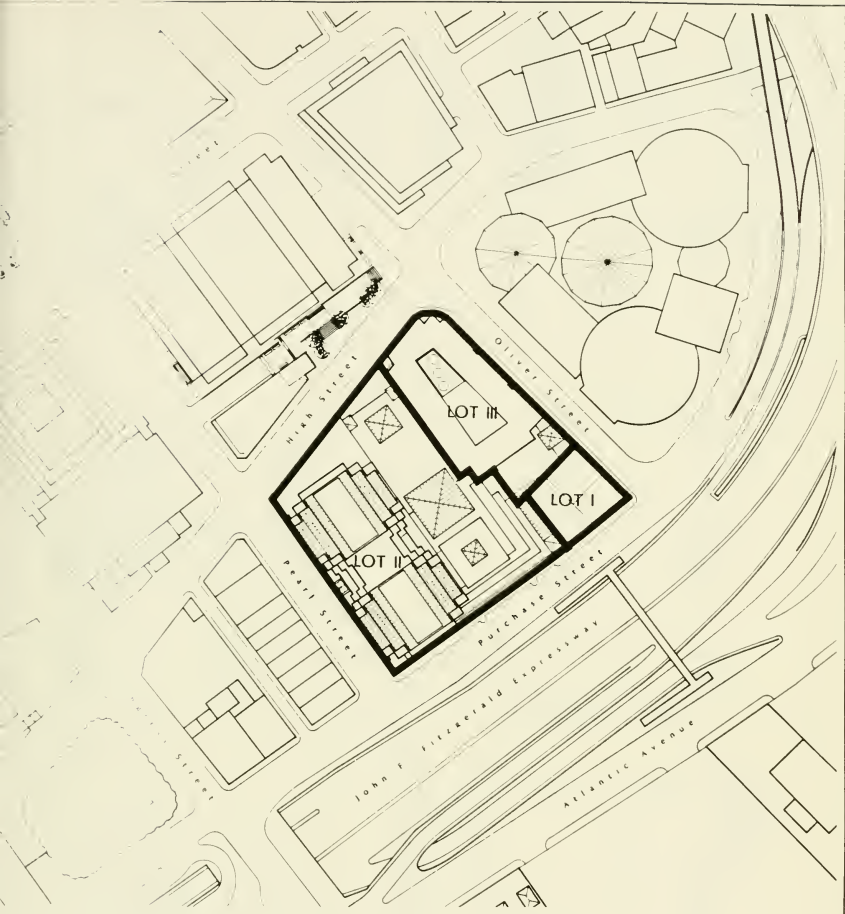 Street
Oliver Street
High Street
LOT III
LOT I
LOT II
Pearl Street
Purchase Street
John F. Fitzgerald Expressway
Street
Atlantic Avenue